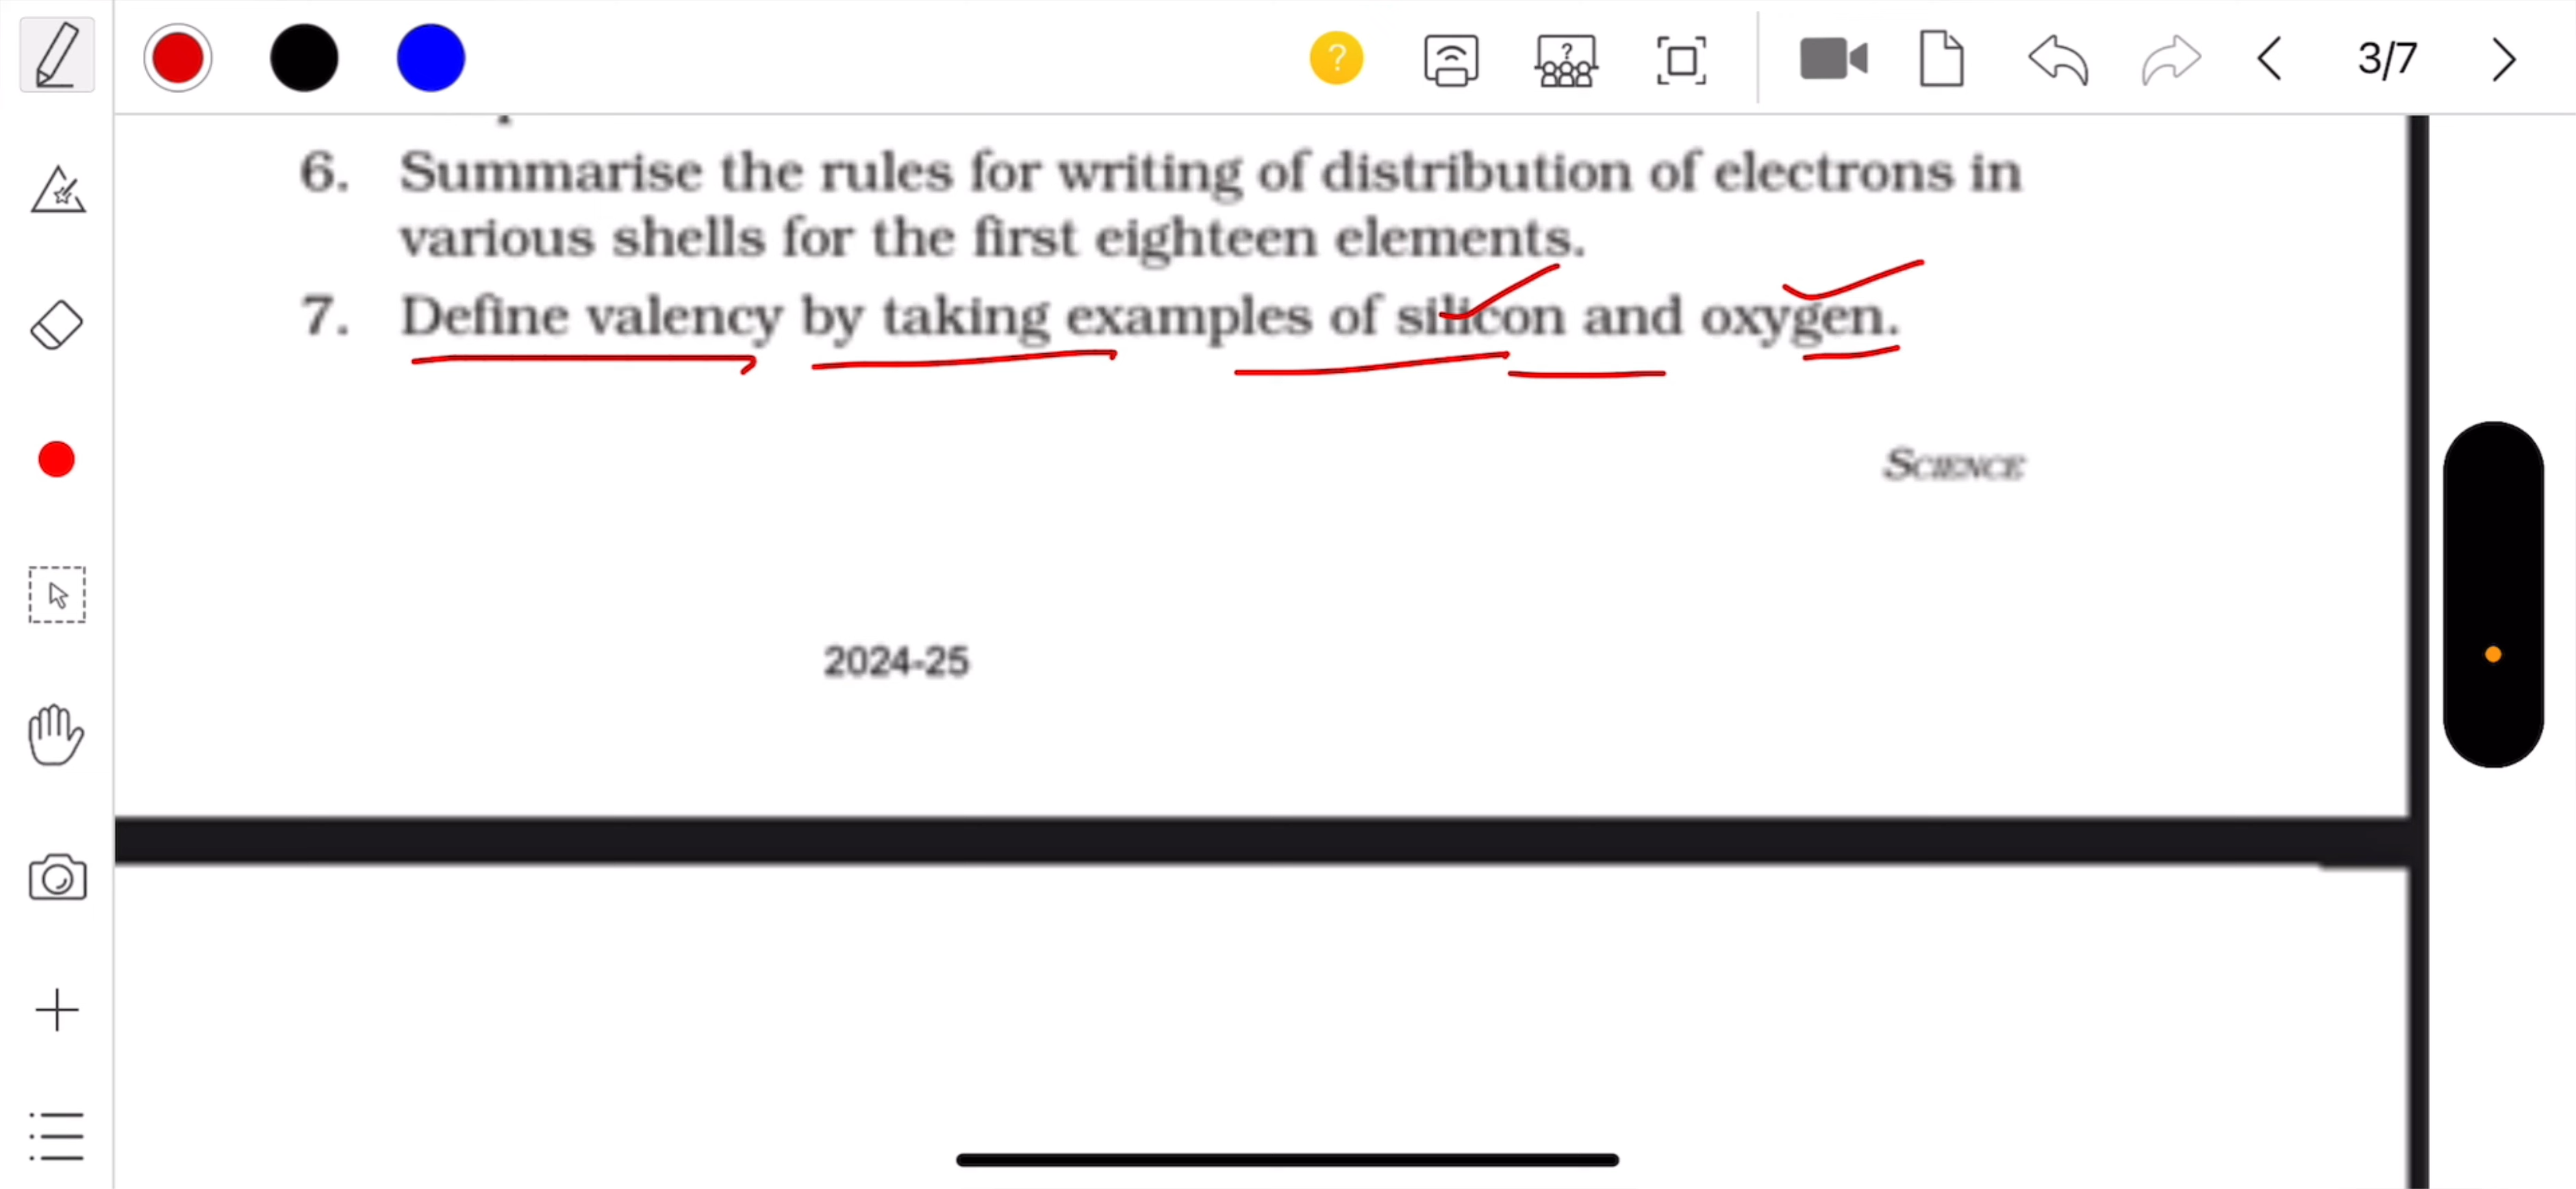 3/7
6. Summarise the rules for writing of distribution of electrons in
various shells for the first eighteen elements.
7. Define valency by taking examples of silicon and oxygen.
SCIENCE
2024-25